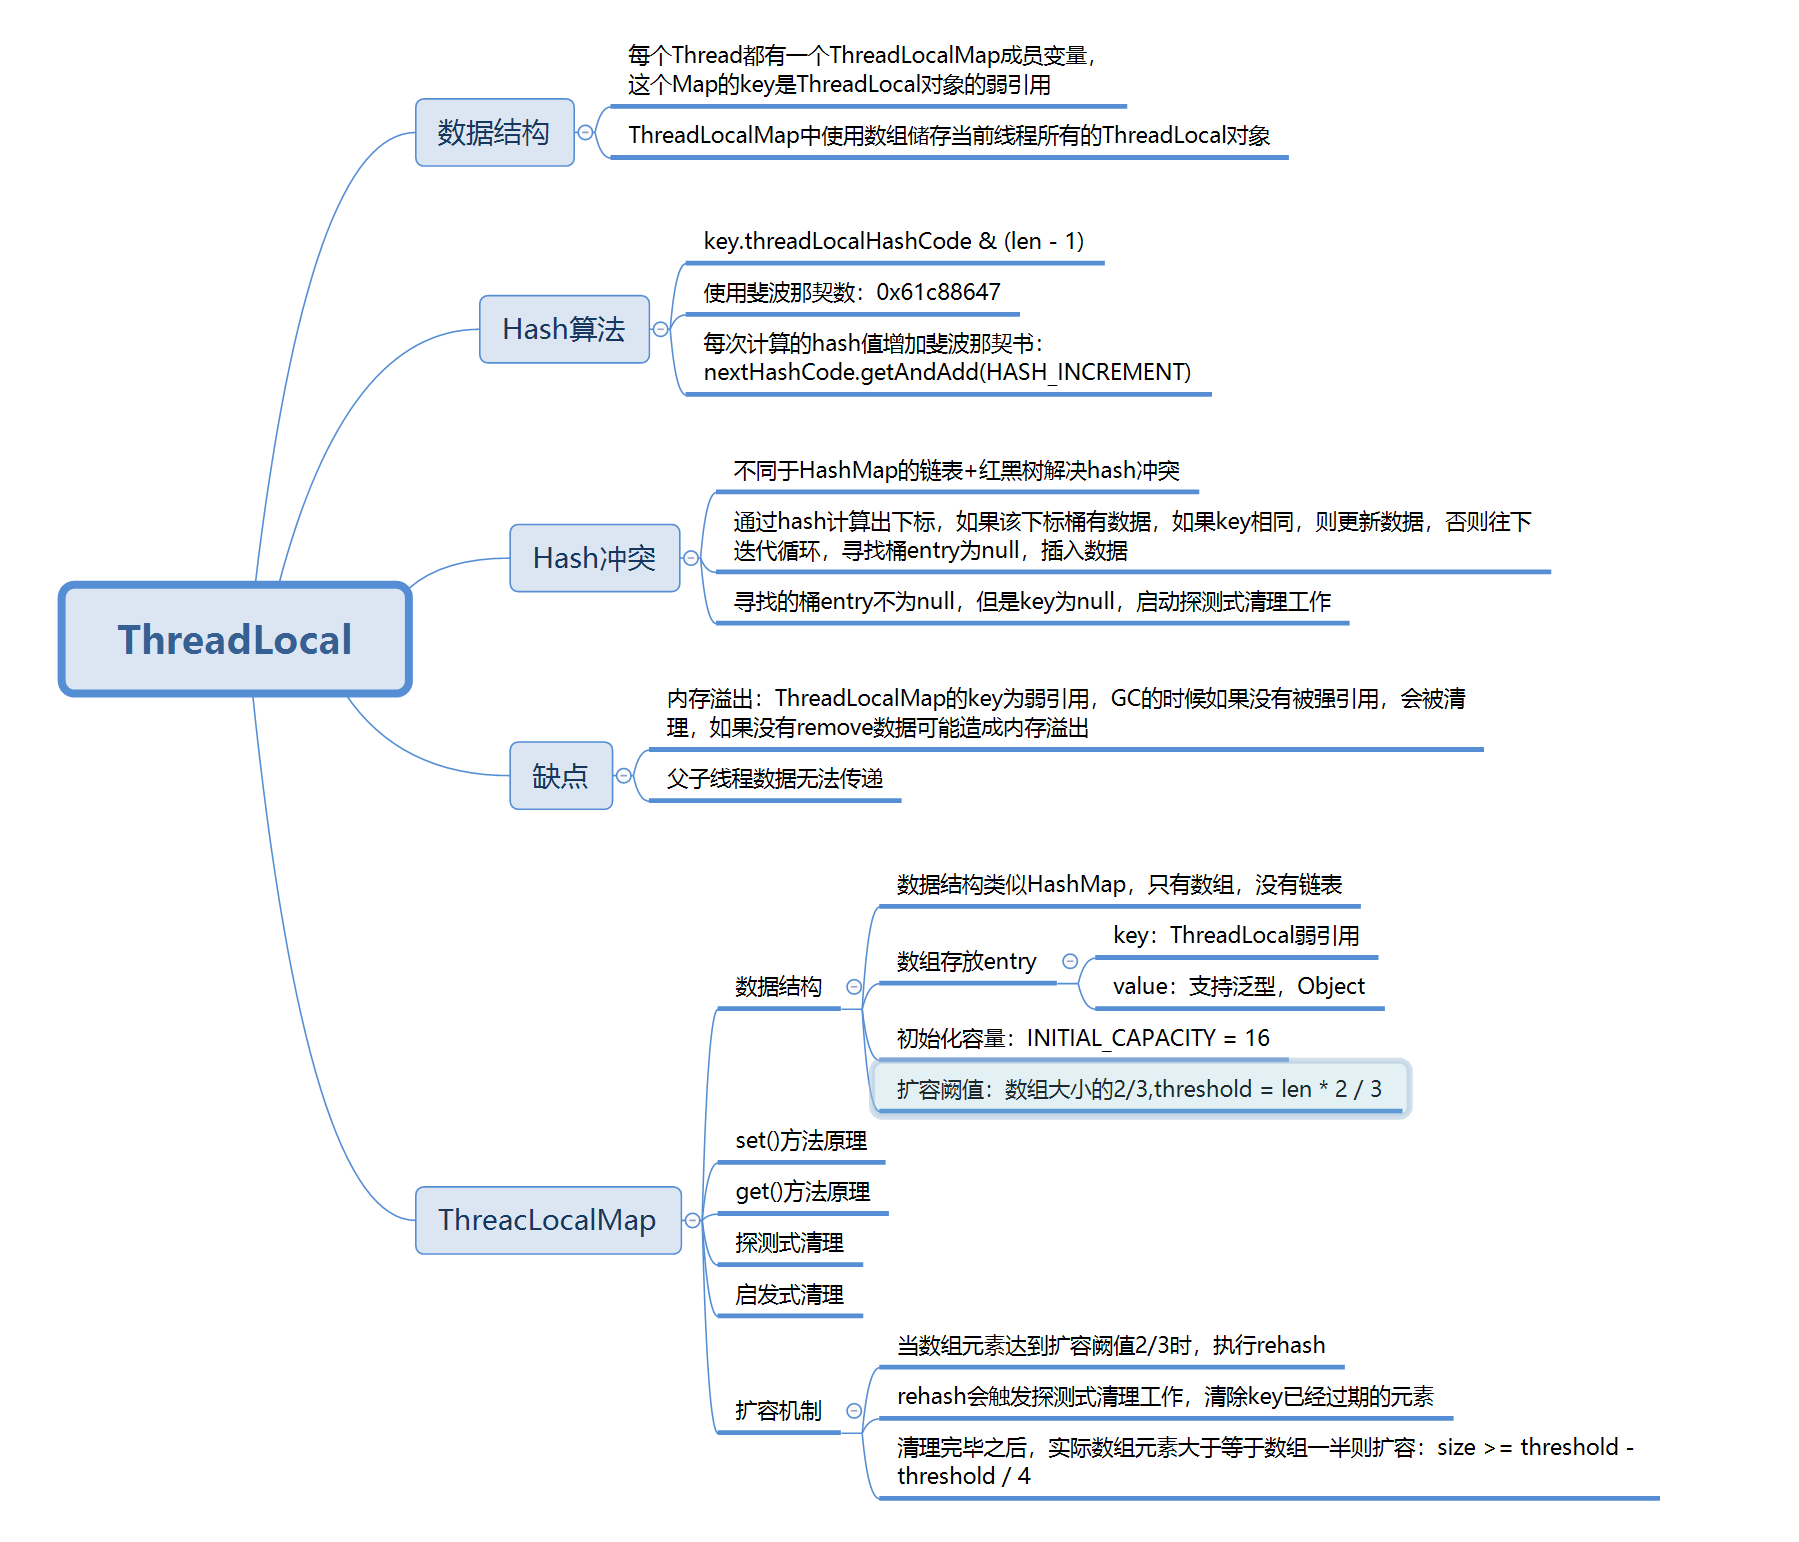 每个Thread都有一个ThreadLocalMap成员变量，
这个Map的key是ThreadLocal对象的弱引用
数据结构
ThreadLocalMap中使用数组储存当前线程所有的ThreadLocal对象
key.threadLocalHashCode & (len - 1)
使用斐波那契数：0x61c88647
Hash算法
每次计算的hash值增加斐波那契书：
nextHashCode.getAndAdd(HASH_INCREMENT)
不同于HashMap的链表+红黑树解决hash冲突
通过hash计算出下标，如果该下标桶有数据，如果key相同，则更新数据，否则往下
迭代循环，寻找桶entry为null，插入数据
Hash冲突
寻找的桶entry不为null，但是key为null，启动探测式清理工作
ThreadLocal
内存溢出：ThreadLocalMap的key为弱引用，GC的时候如果没有被强引用，会被清
理，如果没有remove数据可能造成内存溢出
缺点
父子线程数据无法传递
数据结构类似HashMap，只有数组，没有链表
key：ThreadLocal弱引用
数组存放entry
value：支持泛型，Object
数据结构
初始化容量：INITIAL_CAPACITY = 16
扩容阙值：数组大小的2/3,threshold = len * 2 / 3
set()方法原理
get()方法原理
ThreacLocalMap
探测式清理
启发式清理
当数组元素达到扩容阙值2/3时，执行rehash
rehash会触发探测式清理工作，清除key已经过期的元素
扩容机制
清理完毕之后，实际数组元素大于等于数组一半则扩容：size >= threshold -
threshold / 4